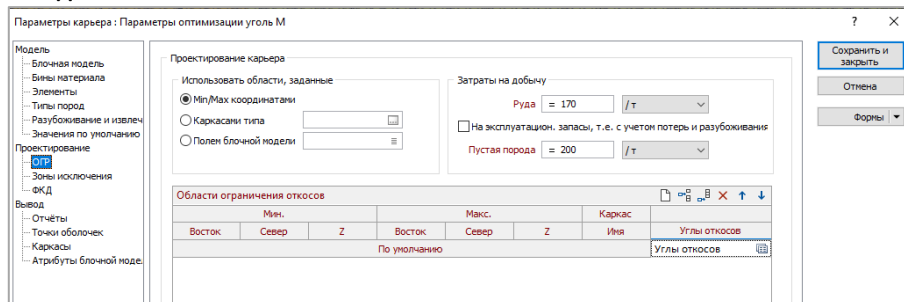 Параметры карьера : Параметры оптимизации уголь М
? ×
Модель
Блочная модель
Бины материала
Элементы
Типы пород
Разубоживание и извлеч
Значения по умолчанию
Проектирование
ОГР
Зоны исключения
ФКД
Вывод
Отчёты
Точки оболочек
Каркасы
Атрибуты блочной моде.
Проектирование карьера
Использовать области, заданные
Min/Max координатами
Каркасами типа
Полем блочной модели
Затраты на добычу
Руда = 170 / т
На эксплуатацион. запасы, т.е. с учетом потерь и разубоживания
Пустая порода = 200 / т
Области ограничения откосов
Мин. Макс. Каркас
Восток Север Z Восток Север Z Имя Углы откосов
По умолчанию Углы откосов
Сохранить и
закрыть
Отмена
Формы